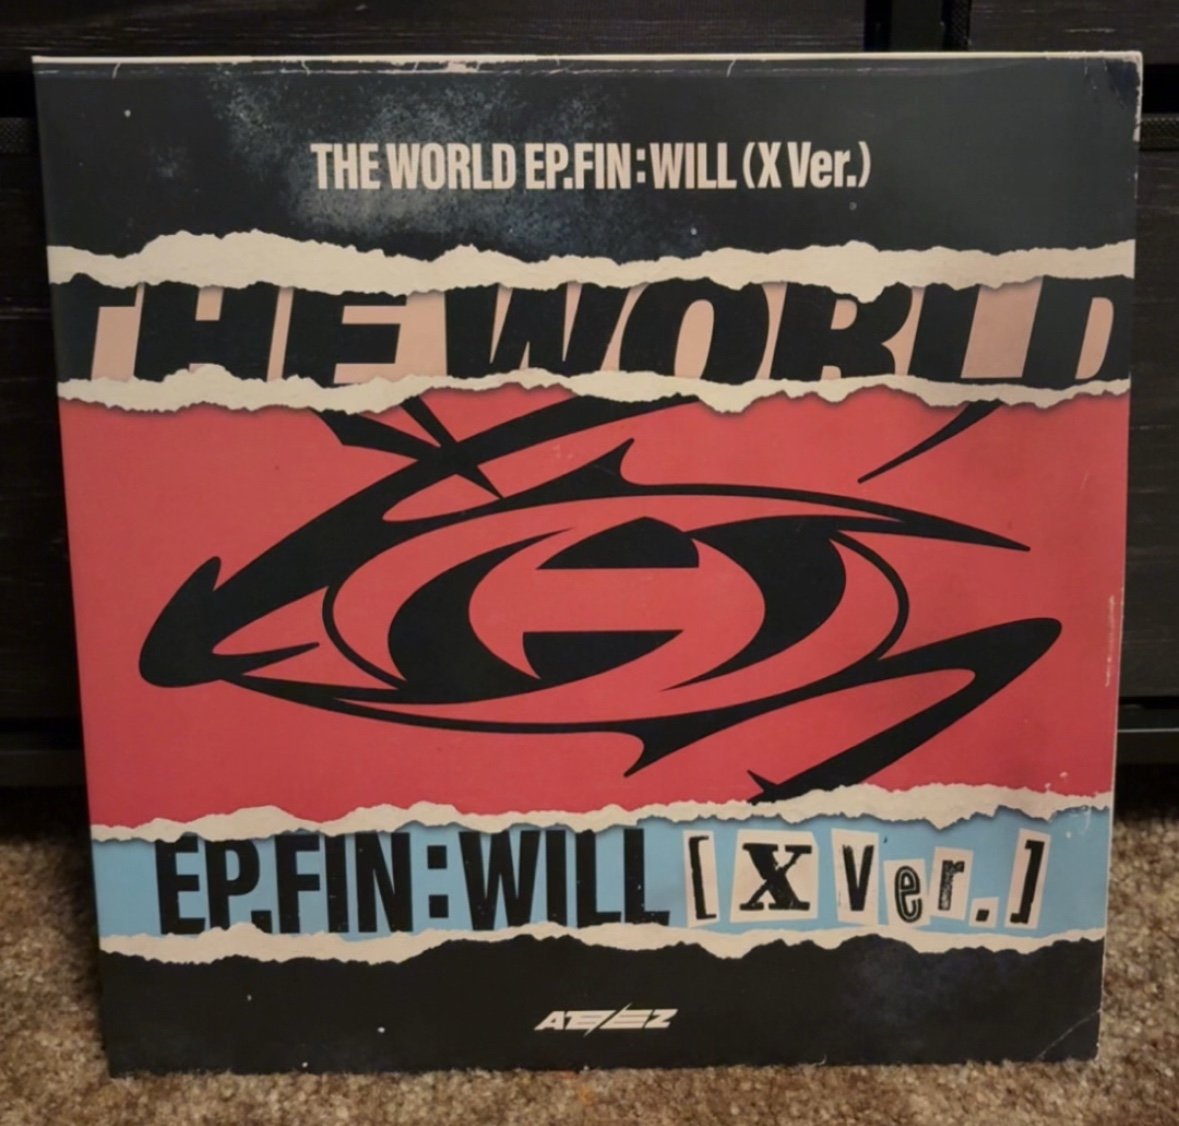 THE WORLD EP.FIN:WILL (X Ver.)
THE WORLD
EP.FIN:WILL [X Ver.]
ATEEZ